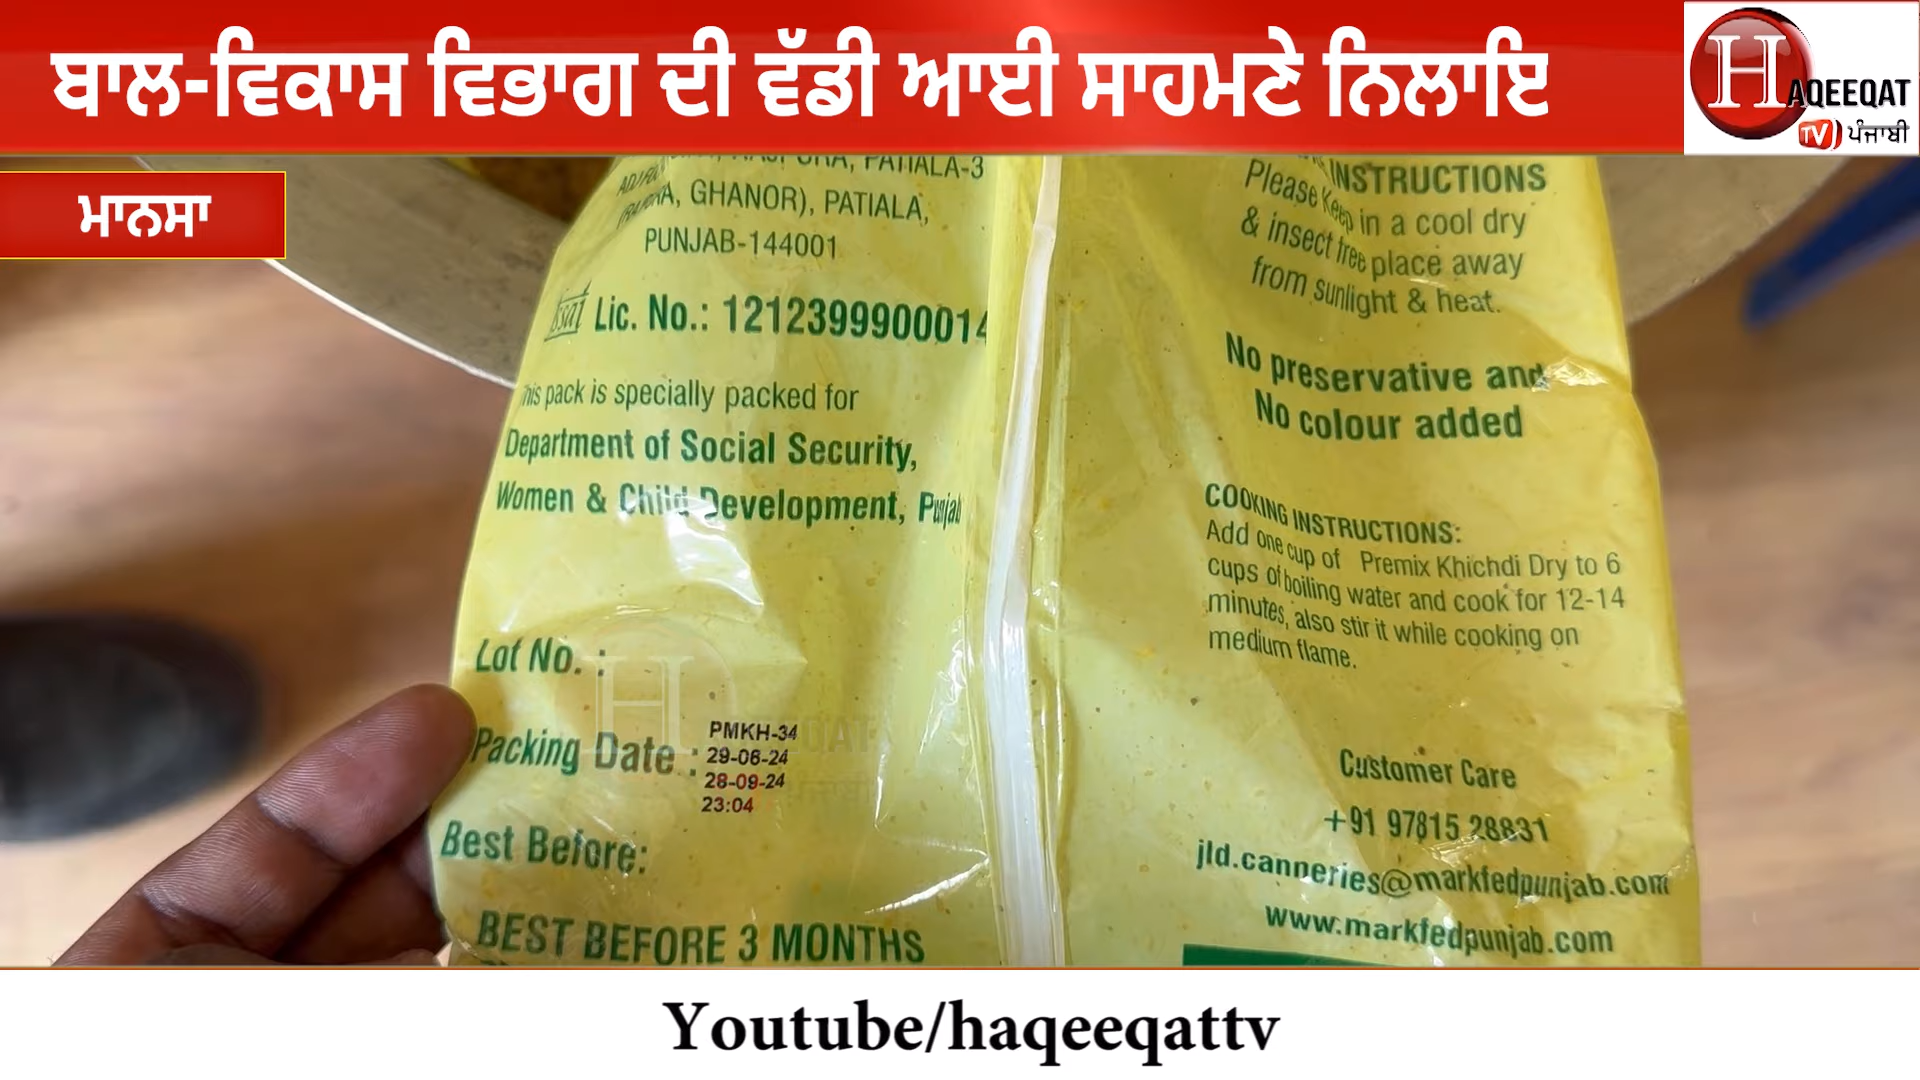 ਬਾਲ-ਵਿਕਾਸ ਵਿਭਾਗ ਦੀ ਵੱਡੀ ਆਈ ਸਾਹਮਣੇ ਨਿਲਾਇ
HAQEEQAT
TV ਪੰਜਾਬੀ
ਮਾਨਸਾ
PATIALA-3
GHANOR), PATIALA,
PUNJAB-144001
fssai Lic. No.: 12123999000014
This pack is specially packed for
Department of Social Security,
Women & Child Development, Punjab
Lot No. :
Packing Date :
PMKH-34
29-06-24
28-09-24
23:04
Best Before:
BEST BEFORE 3 MONTHS
INSTRUCTIONS
Please Keep in a cool dry
& insect free place away
from sunlight & heat.
No preservative and
No colour added
COOKING INSTRUCTIONS:
Add one cup of Premix Khichdi Dry to 6
cups of boiling water and cook for 12-14
minutes, also stir it while cooking on
medium flame.
Customer Care
+91 97815 28831
jld.canneries@markfedpunjab.com
www.markfedpunjab.com
Youtube/haqeeqattv